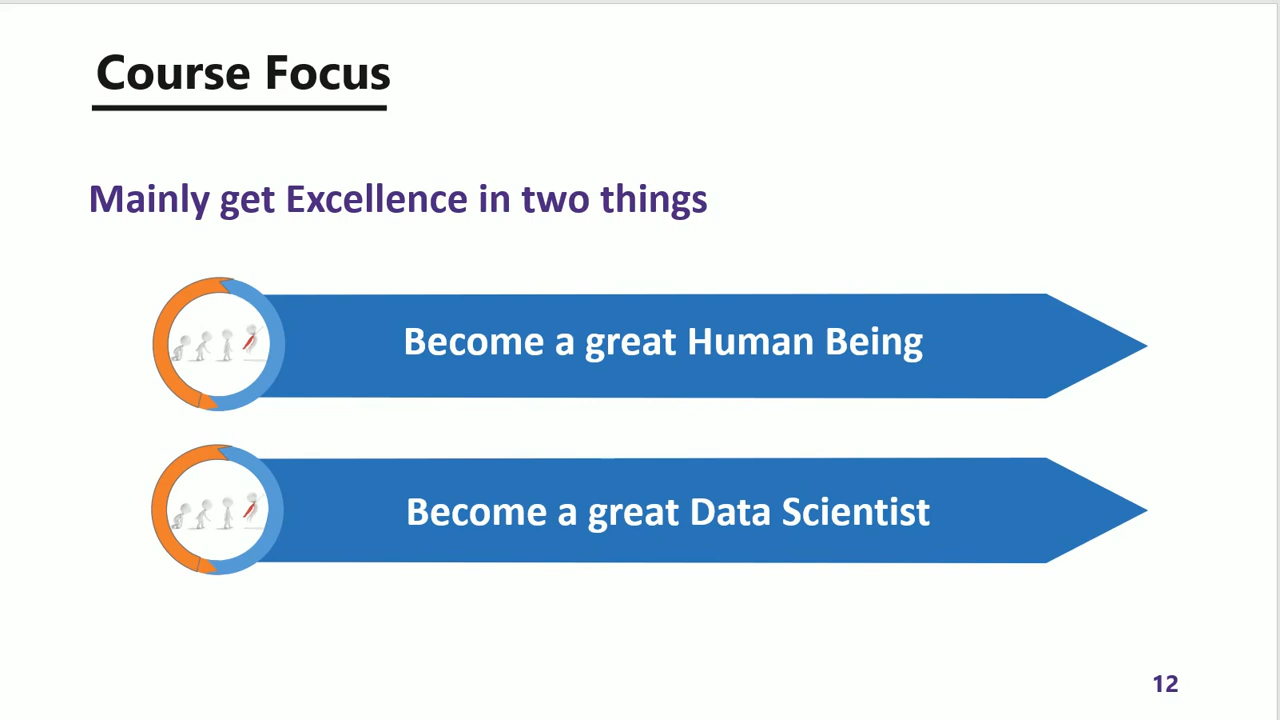 Course Focus
Mainly get Excellence in two things
Become a great Human Being
Become a great Data Scientist
12